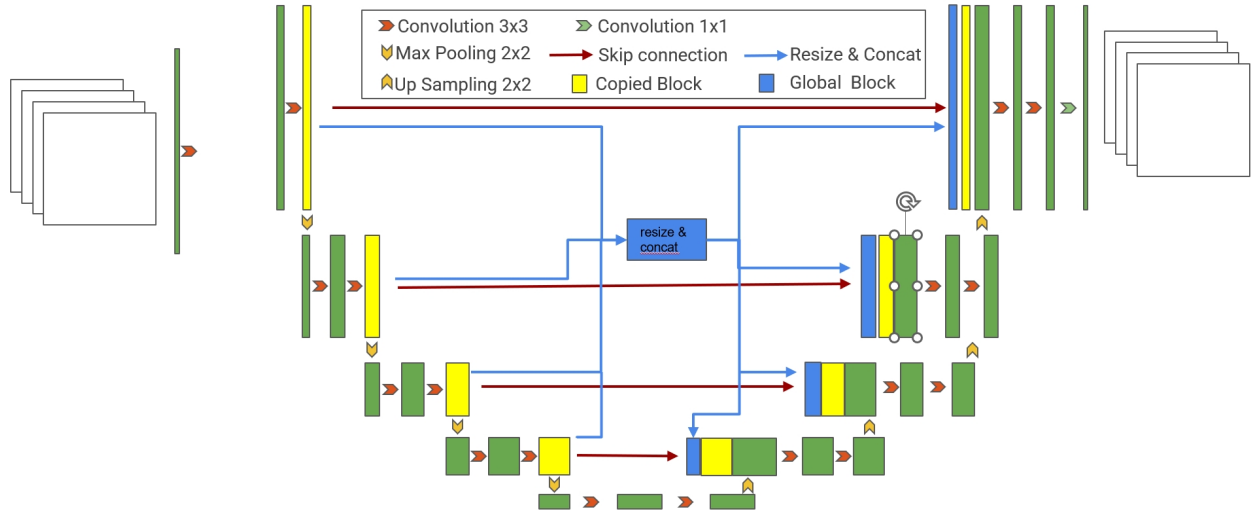 Convolution 3x3
Convolution 1x1
Max Pooling 2x2
Skip connection
Resize & Concat
Up Sampling 2x2
Copied Block
Global Block
resize &
concat